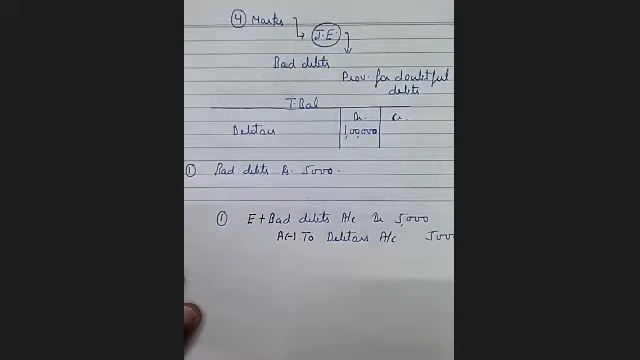 ④ Marks
J.E.
Bad debts
Prov. for doubtful debts
T.Bal
Dr. Cr.
Debtors 1,00,000
① Bad debts Rs. 5000.
① E+ Bad debts A/c Dr 5,000
A(-) To Debtors A/c 5000